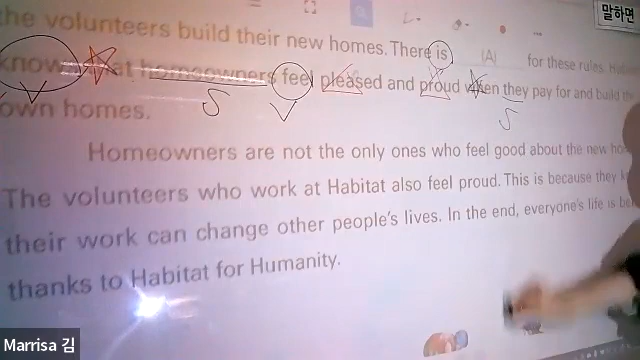 말하면
the volunteers build their new homes. There is (A) for these rules.
know that homeowners feel pleased and proud when they pay for and build
own homes.
S V S
Homeowners are not the only ones who feel good about the new
The volunteers who work at Habitat also feel proud. This is because they
their work can change other people's lives. In the end, everyone's life is
thanks to Habitat for Humanity.
Marrisa 김